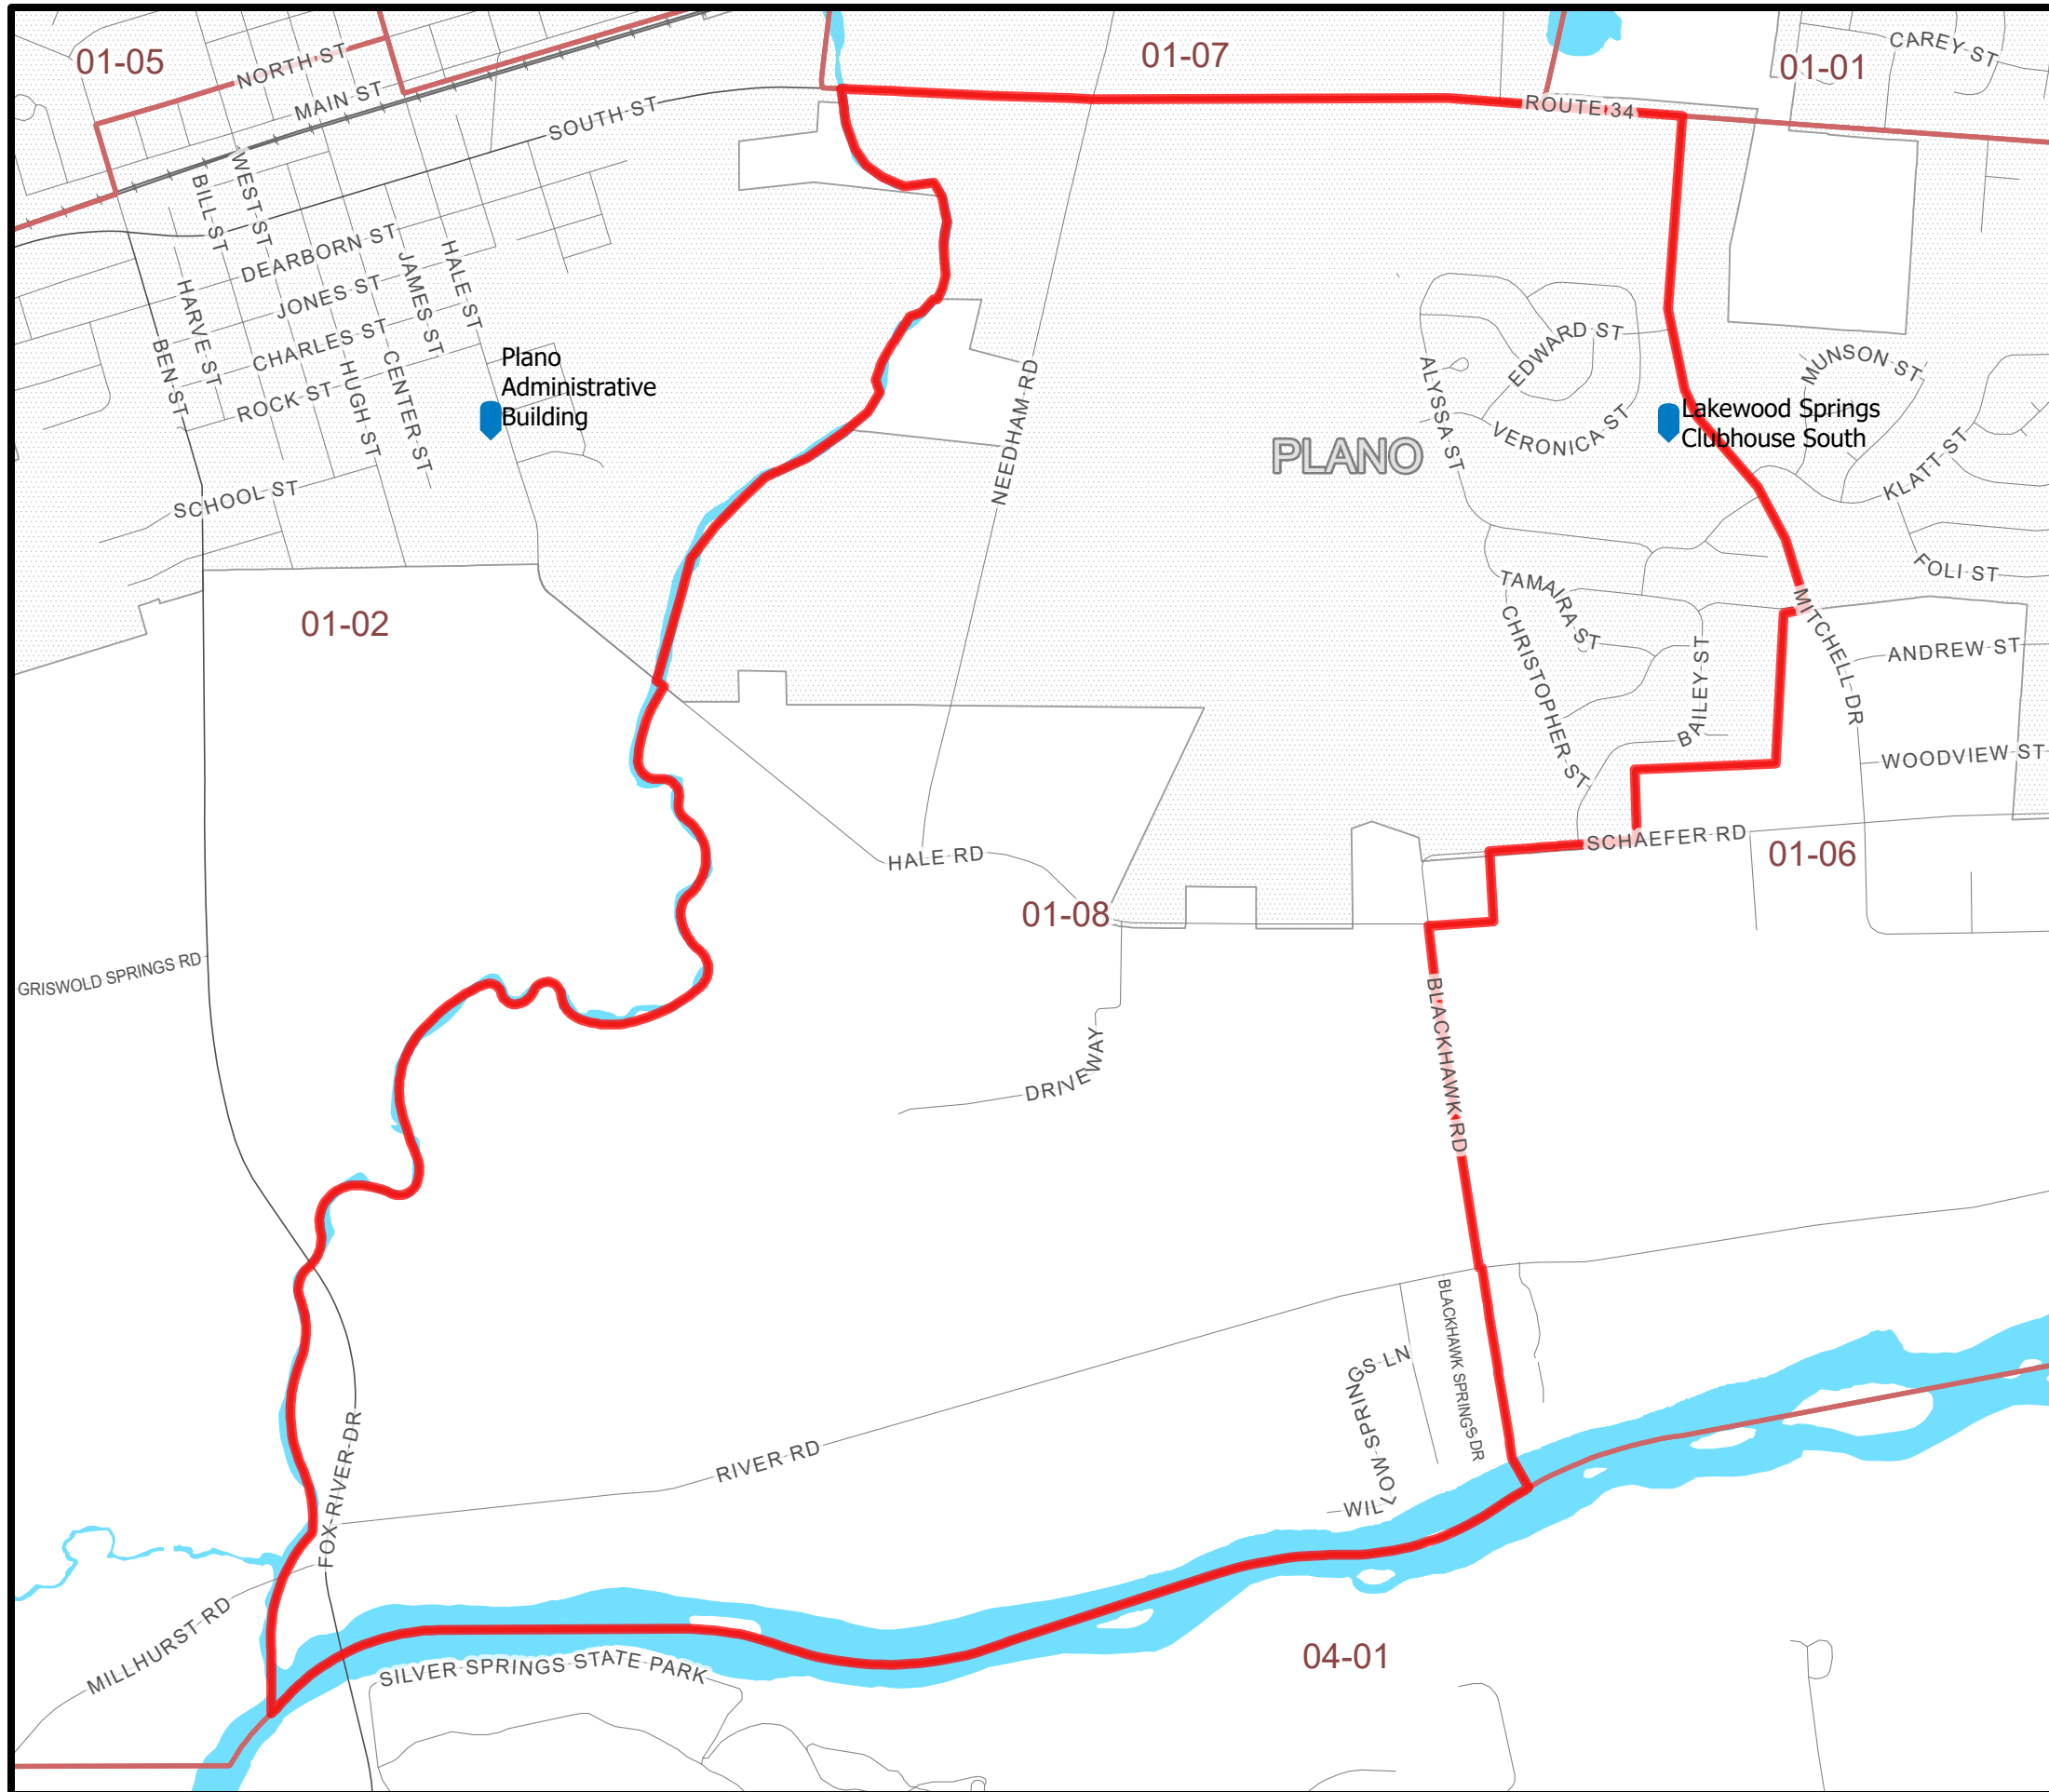 01-05
NORTH ST
MAIN ST
SOUTH ST
01-07
ROUTE 34
01-01
CAREY ST
WEST ST
BILL ST
DEARBORN ST
JONES ST
JAMES ST
HALE ST
HARVE ST
CHARLES ST
BEN ST
ROCK ST
HUGH ST
CENTER ST
Plano
Administrative
Building
SCHOOL ST
NEEDHAM RD
PLANO
ALYSSA ST
EDWARD ST
VERONICA ST
MUNSON ST
Lakewood Springs
Clubhouse South
KLATT ST
FOLI ST
01-02
TAMAIRA ST
CHRISTOPHER ST
BAILEY ST
MITCHELL DR
ANDREW ST
WOODVIEW ST
SCHAEFER RD
01-06
HALE RD
01-08
GRISWOLD SPRINGS RD
DRIVEWAY
BLACKHAWK RD
BLACKHAWK SPRINGS DR
WILLOW SPRINGS LN
RIVER RD
FOX RIVER DR
MILLHURST RD
SILVER SPRINGS STATE PARK
04-01